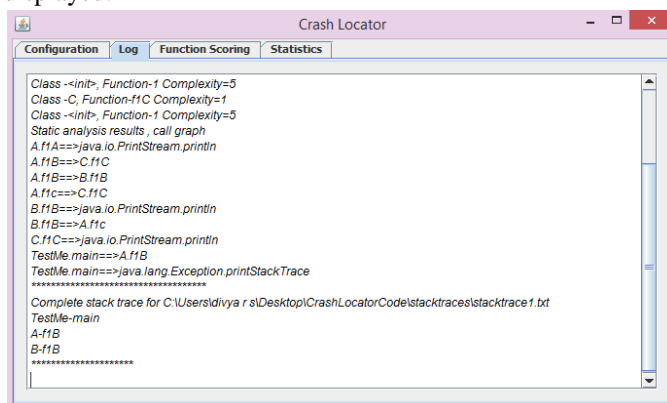 displayed.
Crash Locator
Configuration Log Function Scoring Statistics
Class -<init>, Function-1 Complexity=5
Class -C, Function-f1C Complexity=1
Class -<init>, Function-1 Complexity=5
Static analysis results , call graph
A.f1A==>java.io.PrintStream.println
A.f1B==>C.f1C
A.f1B==>B.f1B
A.f1c==>C.f1C
B.f1B==>java.io.PrintStream.println
B.f1B==>A.f1c
C.f1C==>java.io.PrintStream.println
TestMe.main==>A.f1B
TestMe.main==>java.lang.Exception.printStackTrace
***********************************
Complete stack trace for C:\Users\divya r s\Desktop\CrashLocatorCode\stacktraces\stacktrace1.txt
TestMe-main
A-f1B
B-f1B
*********************